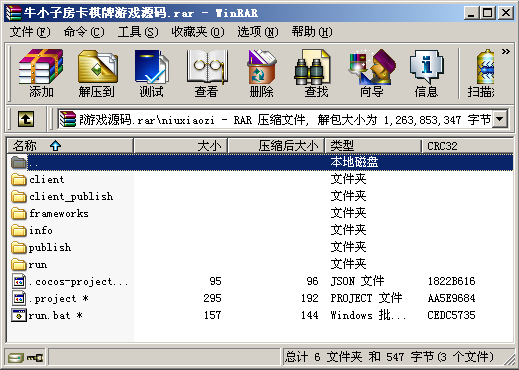 牛小子房卡棋牌游戏源码.rar - WinRAR
文件(F) 命令(C) 工具(S) 收藏夹(O) 选项(N) 帮助(H)
添加 解压到 测试 查看 删除 查找 向导 信息 扫描
游戏源码.rar\niuxiaozi - RAR 压缩文件, 解包大小为 1,263,853,347 字节
名称 大小 压缩后大小 类型 CRC32
.. 本地磁盘
client 文件夹
client_publish 文件夹
frameworks 文件夹
info 文件夹
publish 文件夹
run 文件夹
.cocos-project... 95 96 JSON 文件 1822B616
.project * 295 192 PROJECT 文件 AA5E9684
run.bat * 157 144 Windows 批... CEDC5735
总计 6 文件夹 和 547 字节(3 个文件)